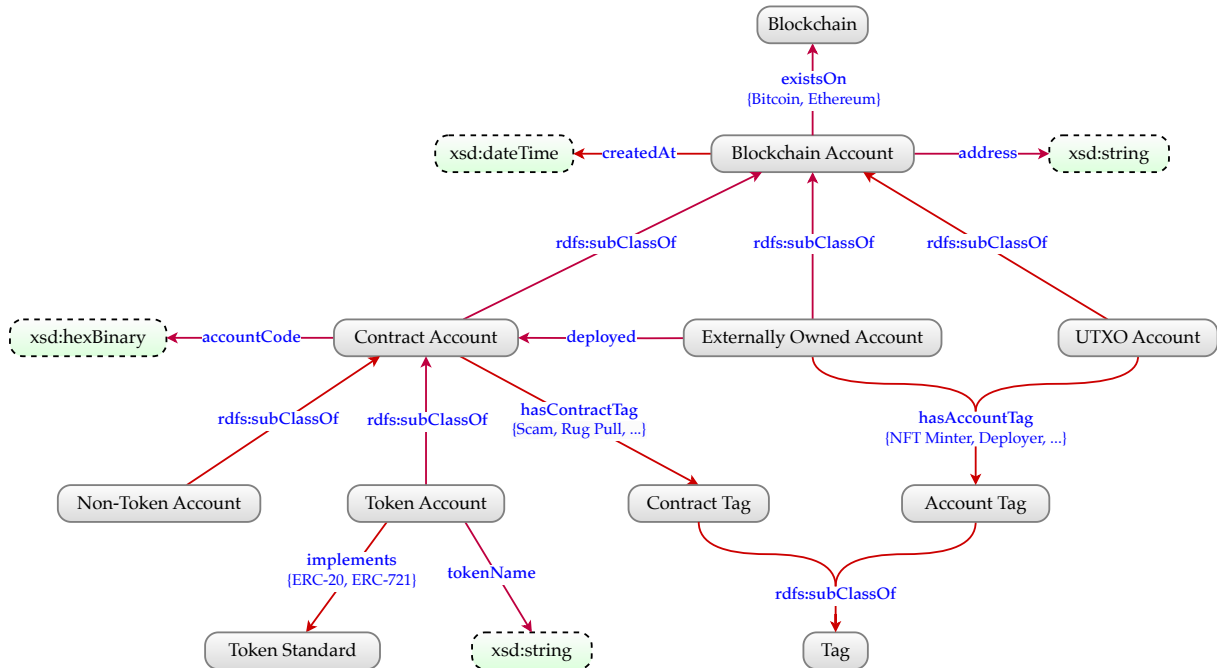 Blockchain
existsOn
{Bitcoin, Ethereum}
xsd:dateTime
createdAt
Blockchain Account
address
xsd:string
rdfs:subClassOf
rdfs:subClassOf
rdfs:subClassOf
xsd:hexBinary
accountCode
Contract Account
deployed
Externally Owned Account
UTXO Account
rdfs:subClassOf
rdfs:subClassOf
hasContractTag
{Scam, Rug Pull, ...}
hasAccountTag
{NFT Minter, Deployer, ...}
Non-Token Account
Token Account
Contract Tag
Account Tag
implements
{ERC-20, ERC-721}
tokenName
rdfs:subClassOf
Token Standard
xsd:string
Tag